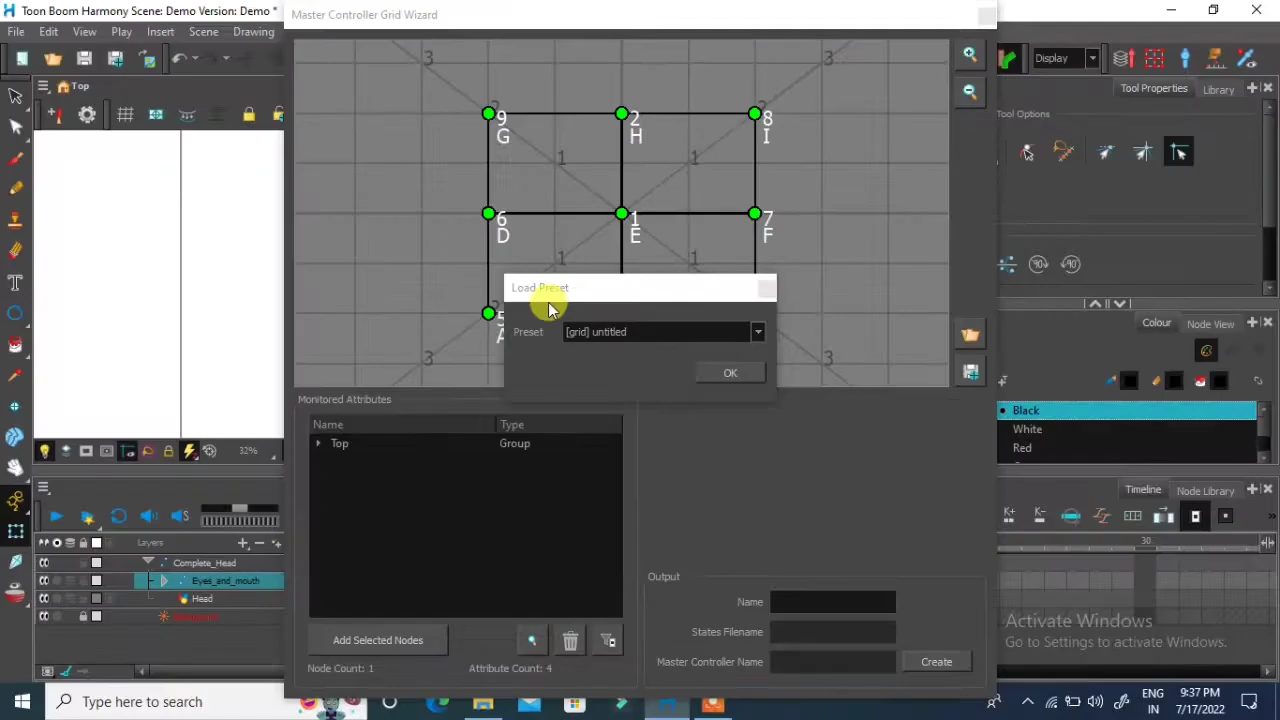 Toon Boom Harmony Scene: Demo Version: Demo *
Master Controller Grid Wizard
File Edit View Play Insert Scene Drawing
Display
Top
Tool Properties
Library
Tool Options
3 3
9 2 8
G H I
1 1
6 1 7
D E F
1 1
Load Preset
Preset [grid] untitled
OK
3 3
Colour
Node View
Monitored Attributes
Name Type
Top Group
Black
White
Red
32%
Timeline
Node Library
30
Layers
Complete_Head
Eyes_and_mouth
Head
Output
Name
States Filename
Master Controller Name
Create
Add Selected Nodes
Node Count: 1 Attribute Count: 4
Activate Windows
Go to Settings to activate Windows.
Type here to search
ENG
IN
9:37 PM
7/17/2022